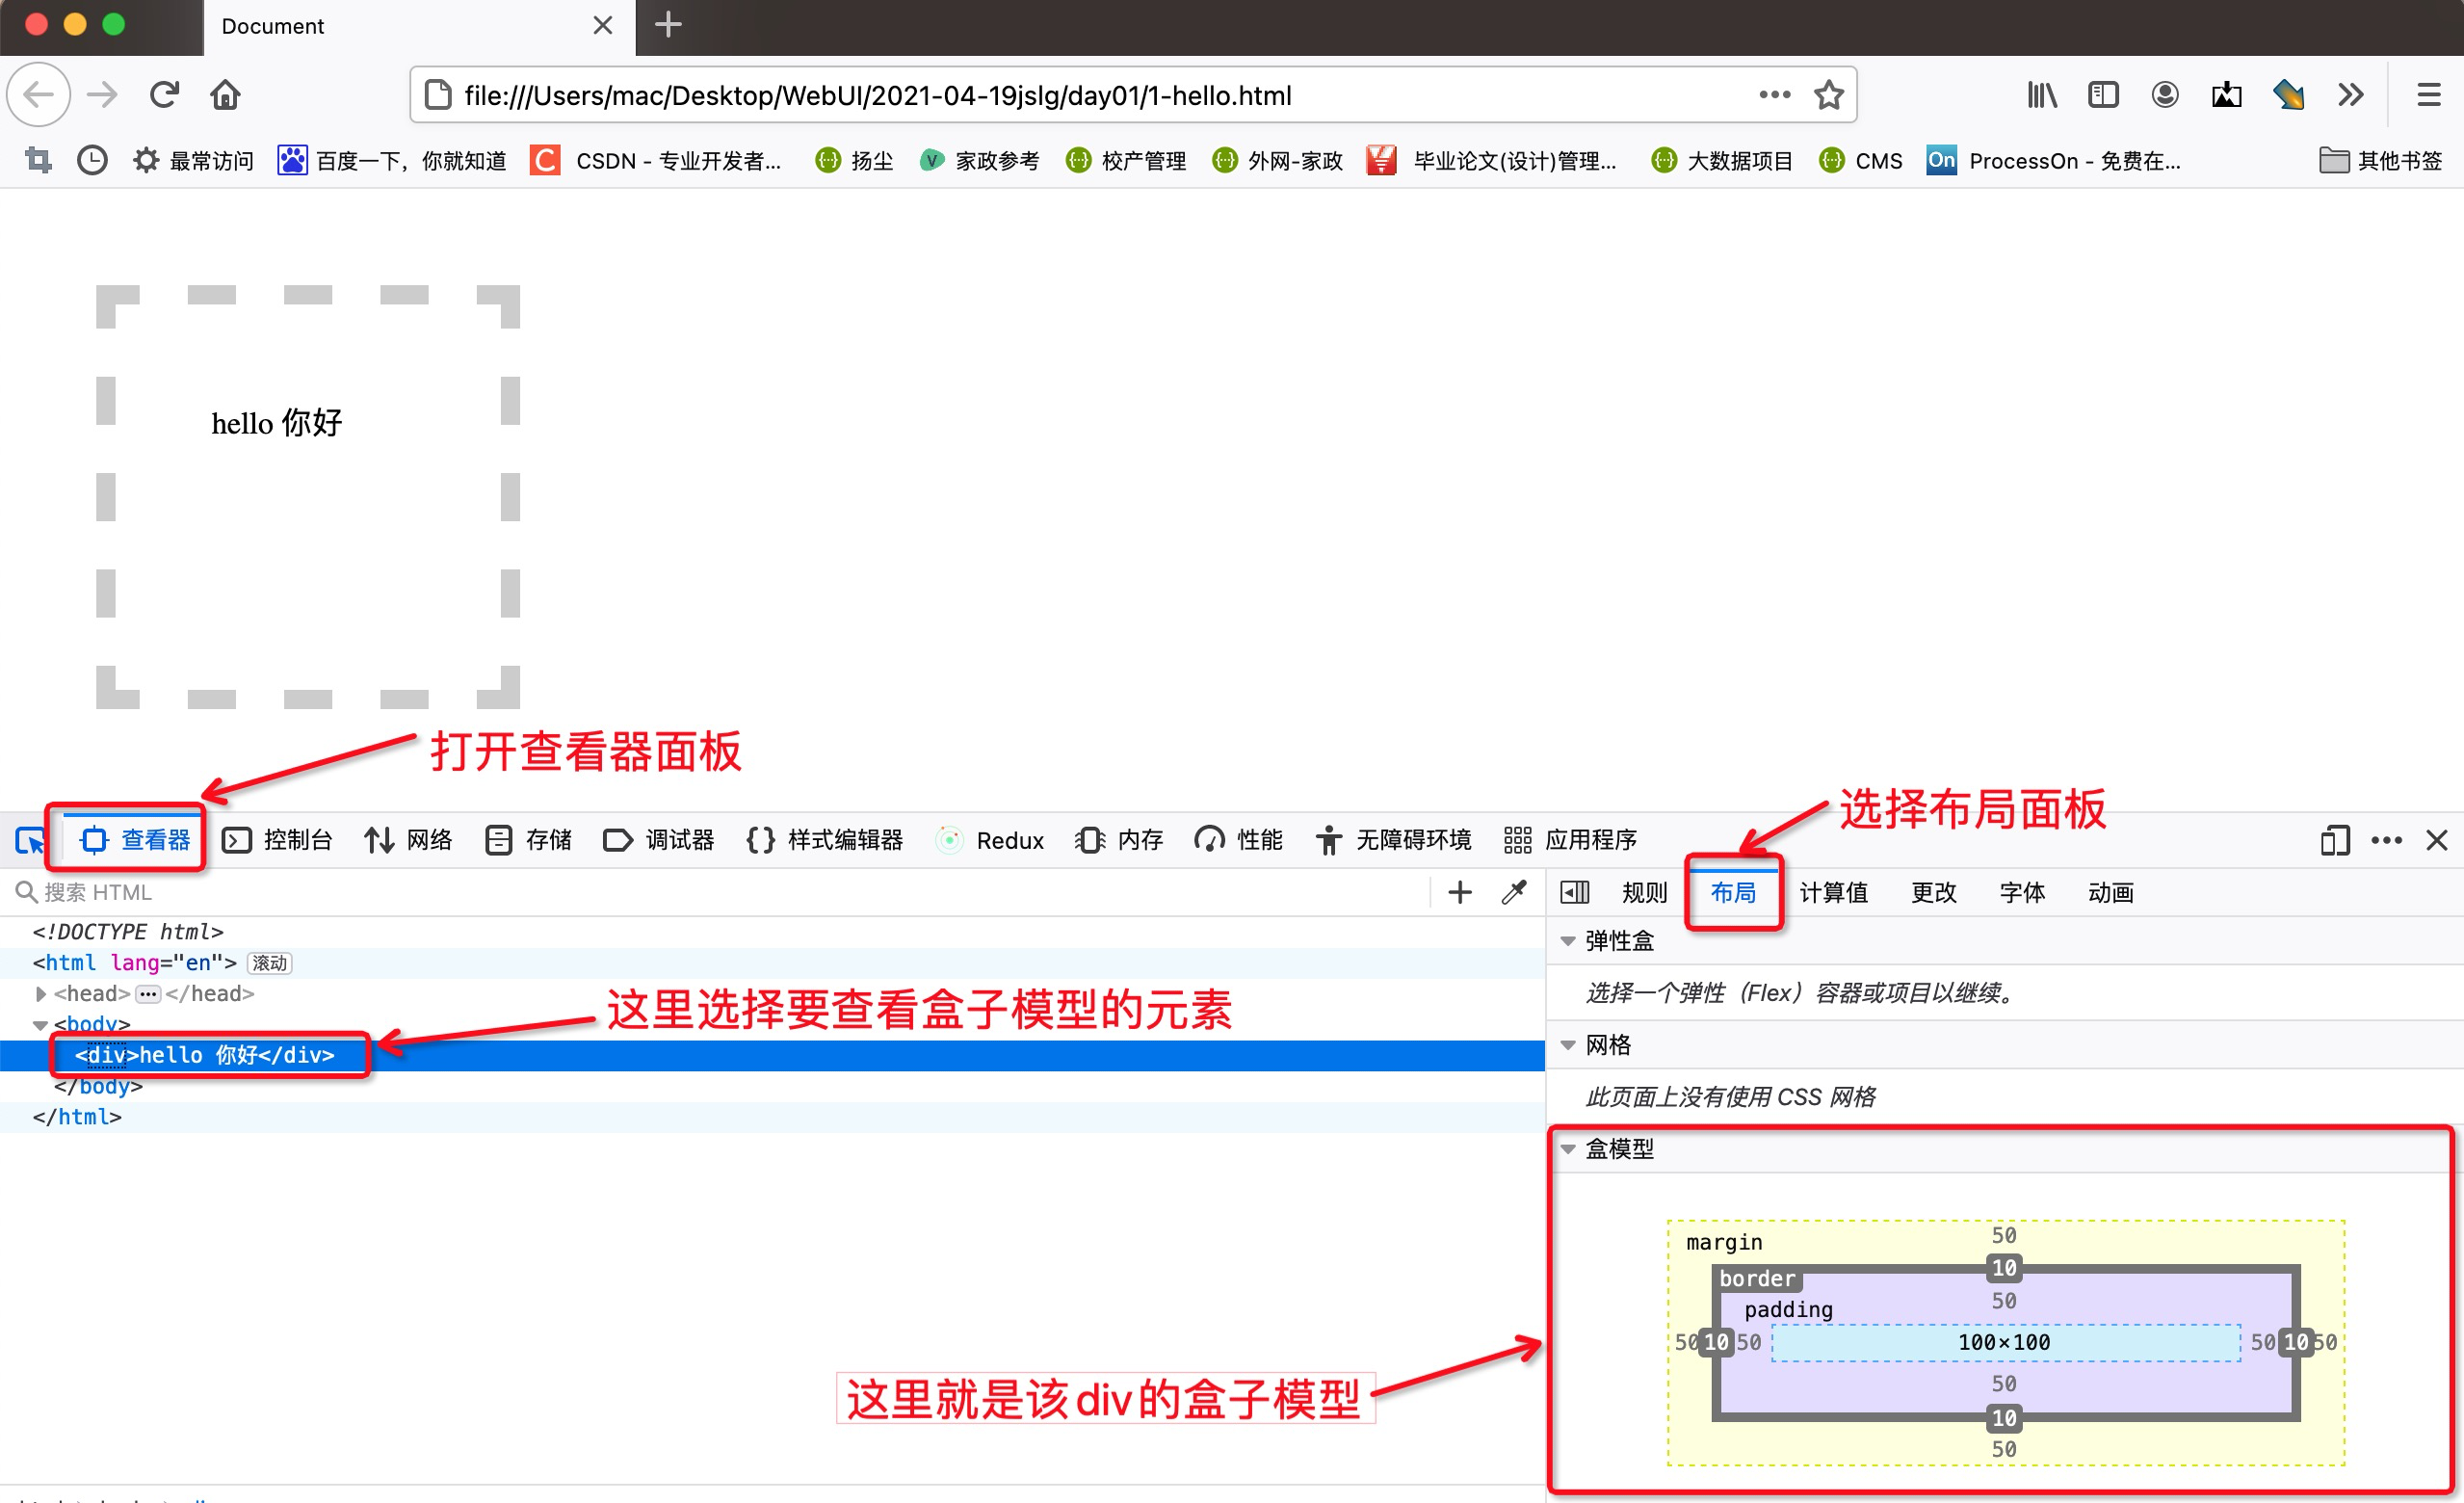 Document
file:///Users/mac/Desktop/WebUI/2021-04-19jslg/day01/1-hello.html
最常访问 百度一下，你就知道 CSDN - 专业开发者... 扬尘 家政参考 校产管理 外网-家政 毕业论文(设计)管理... 大数据项目 CMS On ProcessOn - 免费在... 其他书签
hello 你好
打开查看器面板
选择布局面板
查看器 控制台 网络 存储 调试器 样式编辑器 Redux 内存 性能 无障碍环境 应用程序
搜索 HTML
规则 布局 计算值 更改 字体 动画
<!DOCTYPE html>
<html lang="en"> 滚动
<head> ... </head>
<body>
<div>hello 你好</div>
</body>
</html>
这里选择要查看盒子模型的元素
弹性盒
选择一个弹性（Flex）容器或项目以继续。
网格
此页面上没有使用 CSS 网格
盒模型
margin 50
border 10
padding 50
50 10 50 100×100 50 10 50
50
10
50
这里就是该div的盒子模型